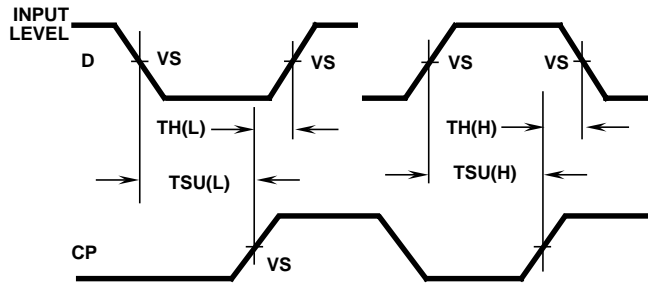 INPUT
LEVEL
D
VS
VS
VS
VS
TH(L)
TH(H)
TSU(L)
TSU(H)
CP
VS